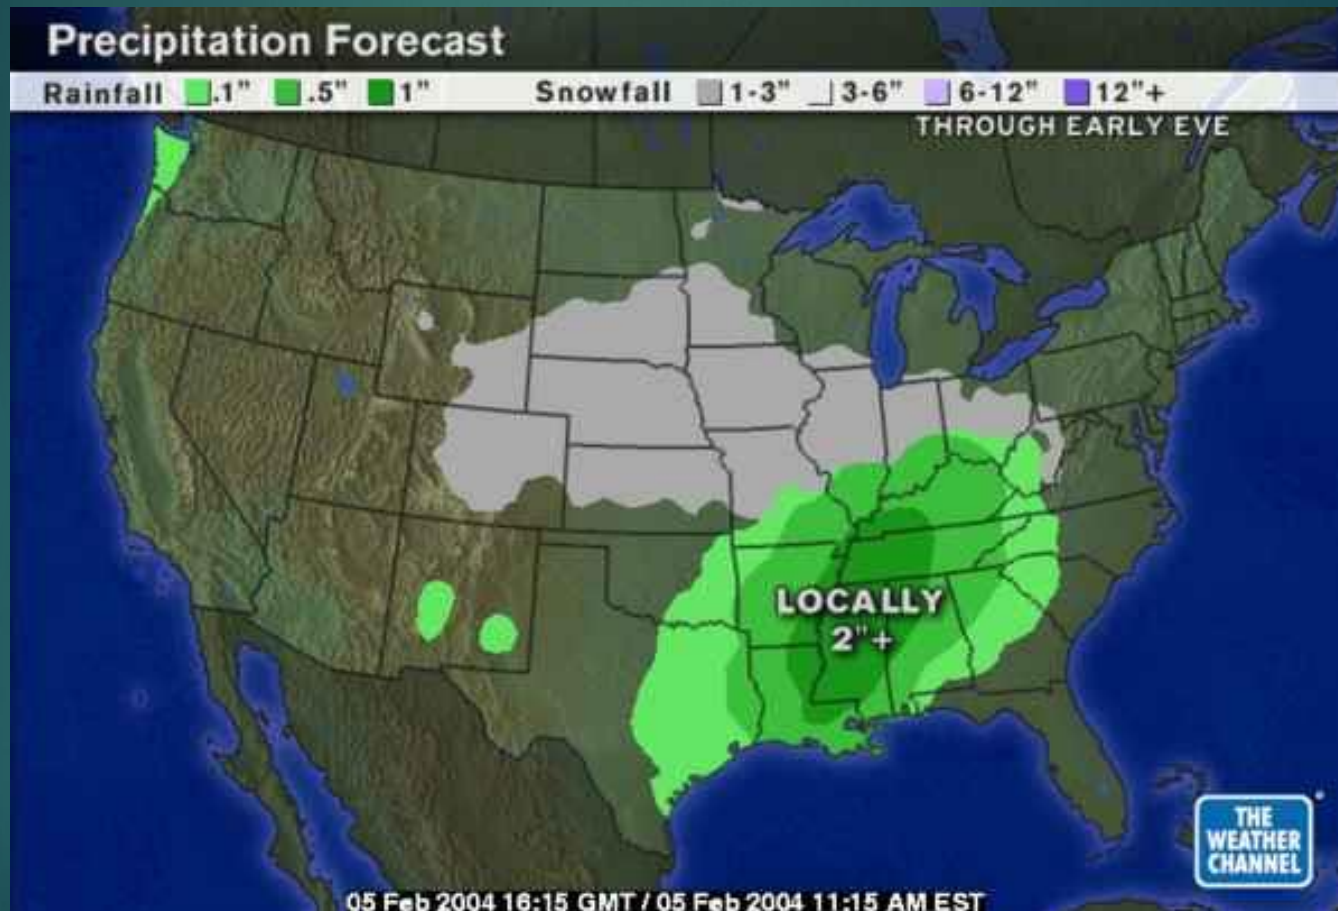 Precipitation Forecast
Rainfall .1" .5" 1" Snowfall 1-3" 3-6" 6-12" 12"+
THROUGH EARLY EVE
LOCALLY
2"+
THE
WEATHER
CHANNEL
05 Feb 2004 16:15 GMT / 05 Feb 2004 11:15 AM EST